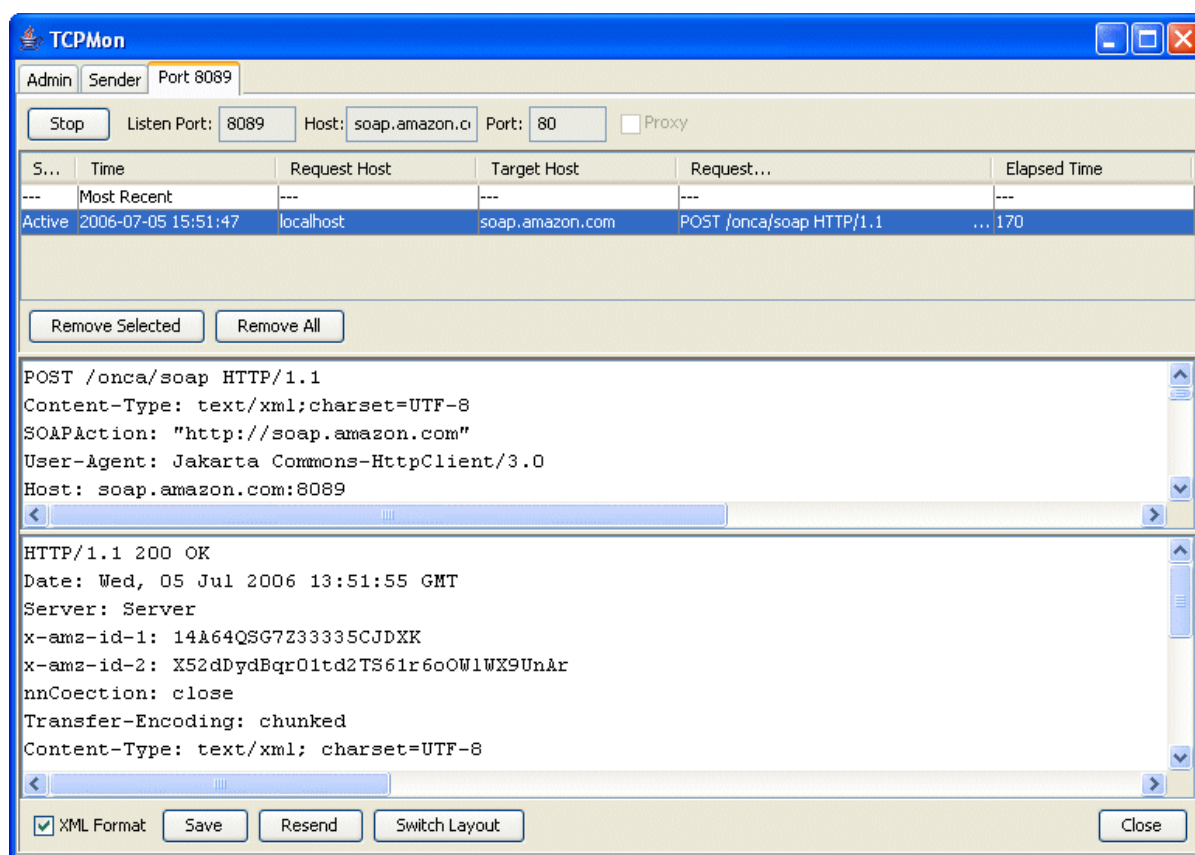 TCPMon
Admin Sender Port 8089
Stop Listen Port: 8089 Host: soap.amazon.c Port: 80 Proxy
S... Time Request Host Target Host Request... Elapsed Time
--- Most Recent --- --- --- ---
Active 2006-07-05 15:51:47 localhost soap.amazon.com POST /onca/soap HTTP/1.1 ... 170
Remove Selected Remove All
POST /onca/soap HTTP/1.1
Content-Type: text/xml;charset=UTF-8
SOAPAction: "http://soap.amazon.com"
User-Agent: Jakarta Commons-HttpClient/3.0
Host: soap.amazon.com:8089
HTTP/1.1 200 OK
Date: Wed, 05 Jul 2006 13:51:55 GMT
Server: Server
x-amz-id-1: 14A64QSG7Z33335CJDXK
x-amz-id-2: X52dDydBqrO1td2TS61r6oOWlWX9UnAr
nnCoection: close
Transfer-Encoding: chunked
Content-Type: text/xml; charset=UTF-8
XML Format Save Resend Switch Layout Close